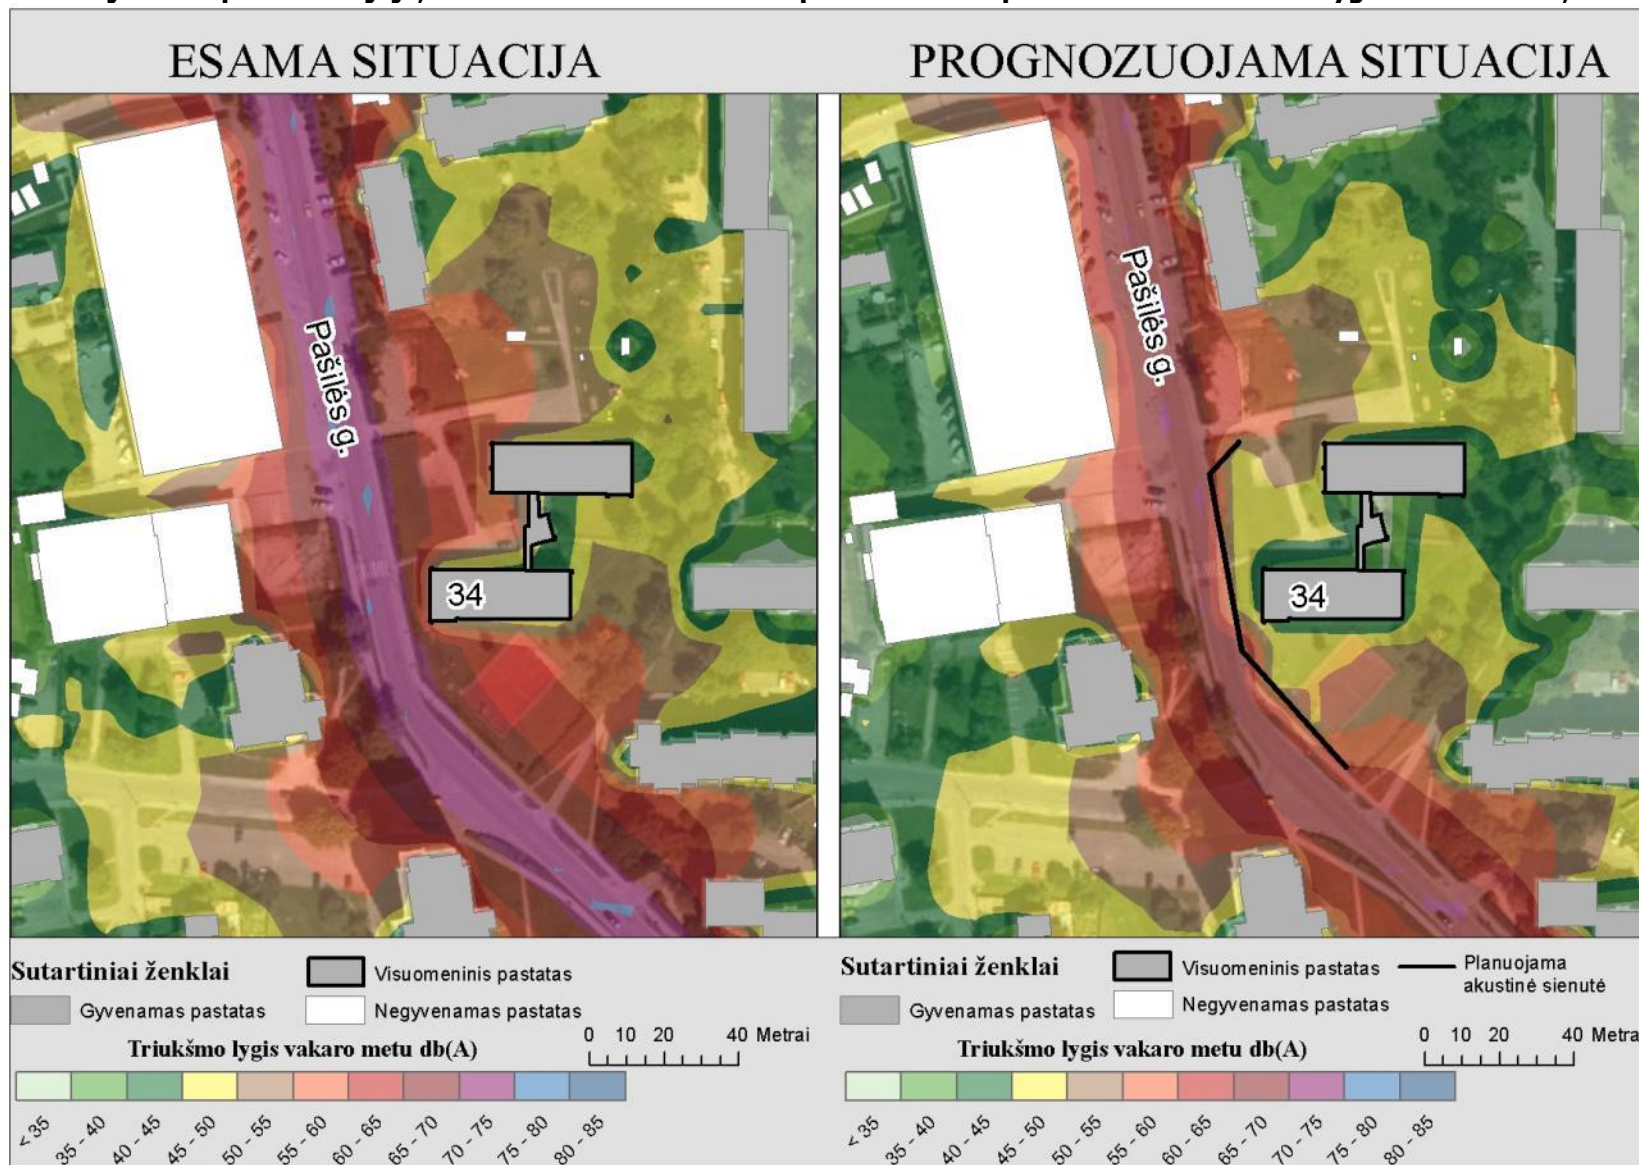 ESAMA SITUACIJA
Pašilės g.
34
Sutartiniai ženklai
Visuomeninis pastatas
Gyvenamas pastatas
Negyvenamas pastatas
0 10 20 40 Metrai
Triukšmo lygis vakaro metu db(A)
< 35
35 - 40
40 - 45
45 - 50
50 - 55
55 - 60
60 - 65
65 - 70
70 - 75
75 - 80
80 - 85
PROGNOZUOJAMA SITUACIJA
Pašilės g.
34
Sutartiniai ženklai
Visuomeninis pastatas
Planuojama
akustinė sienutė
Gyvenamas pastatas
Negyvenamas pastatas
0 10 20 40 Metra
Triukšmo lygis vakaro metu db(A)
< 35
35 - 40
40 - 45
45 - 50
50 - 55
55 - 60
60 - 65
65 - 70
70 - 75
75 - 80
80 - 85